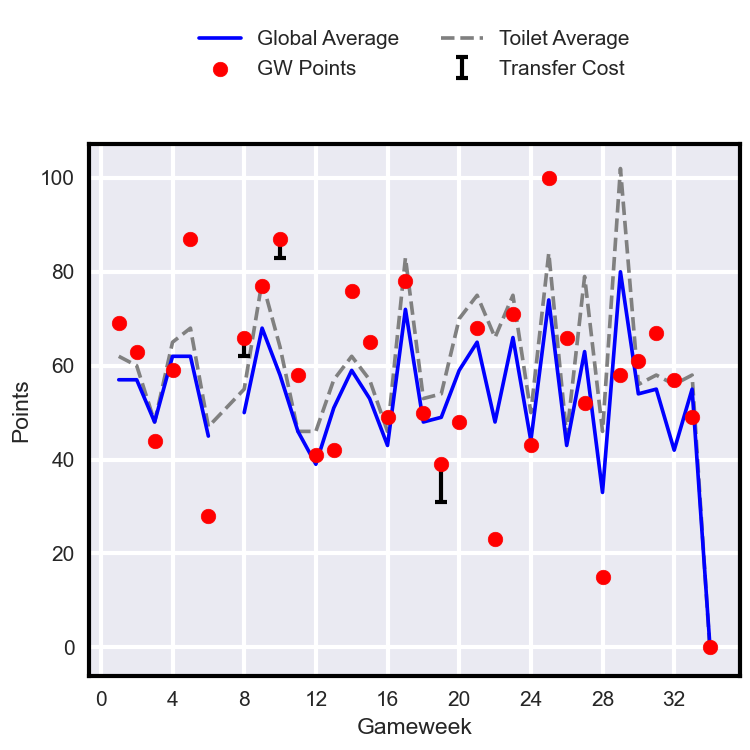 Global Average
Toilet Average
GW Points
Transfer Cost
100
80
60
40
20
0
Points
0 4 8 12 16 20 24 28 32
Gameweek